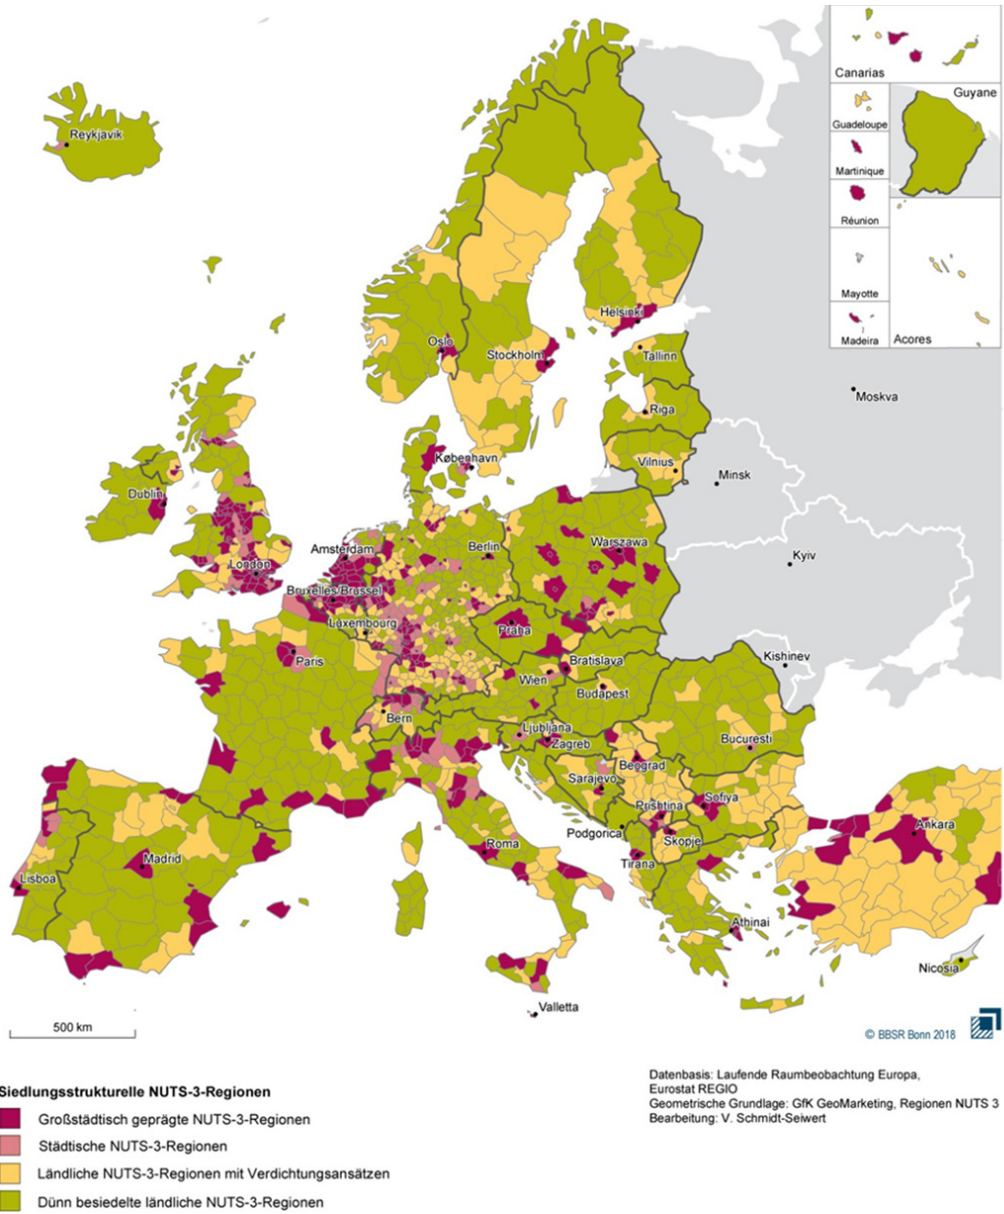 Canarias
Guyane
Guadeloupe
Martinique
Réunion
Mayotte
Madeira
Acores
Reykjavik
Helsinki
Oslo
Stockholm
Tallinn
Riga
Moskva
København
Vilnius
Minsk
Dublin
Amsterdam
Berlin
Warszawa
London
Kyiv
Bruxelles/Brussel
Luxembourg
Praha
Paris
Kishinev
Bratislava
Wien
Budapest
Bern
Ljubljana
Zagreb
Bucuresti
Beograd
Sarajevo
Prishtina
Sofiya
Ankara
Podgorica
Skopje
Roma
Tirana
Madrid
Lisboa
Athinai
Nicosia
Valletta
500 km
© BBSR Bonn 2018
Siedlungsstrukturelle NUTS-3-Regionen
Großstädtisch geprägte NUTS-3-Regionen
Städtische NUTS-3-Regionen
Ländliche NUTS-3-Regionen mit Verdichtungsansätzen
Dünn besiedelte ländliche NUTS-3-Regionen
Datenbasis: Laufende Raumbeobachtung Europa,
Eurostat REGIO
Geometrische Grundlage: GfK GeoMarketing, Regionen NUTS 3
Bearbeitung: V. Schmidt-Seiwert